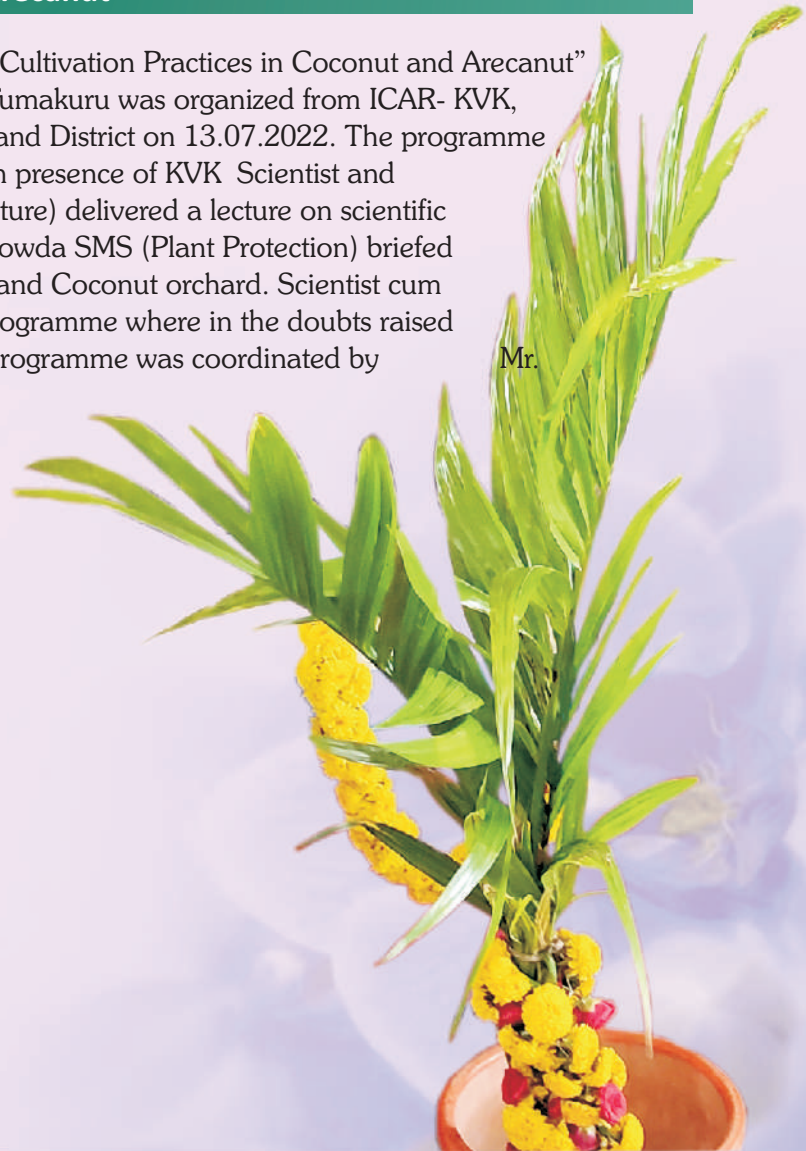 Cultivation Practices in Coconut and Arecanut”
umakuru was organized from ICAR- KVK,
and District on 13.07.2022. The programme
presence of KVK Scientist and
ture) delivered a lecture on scientific
owda SMS (Plant Protection) briefed
and Coconut orchard. Scientist cum
ogramme where in the doubts raised
rogramme was coordinated by Mr.